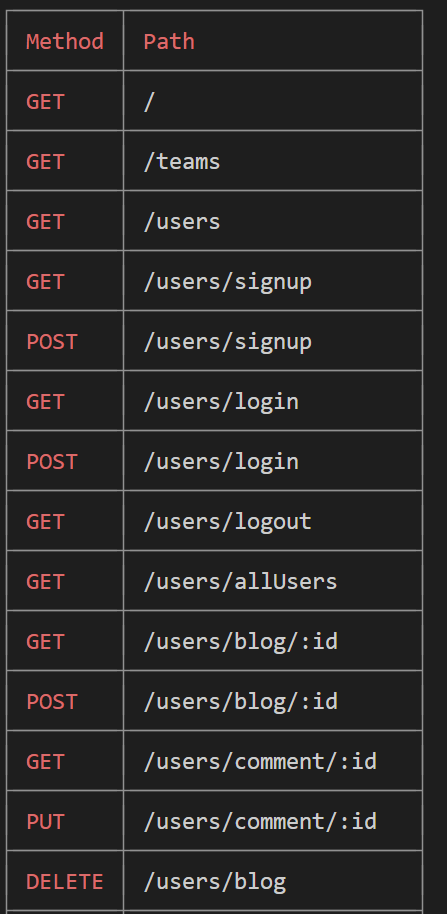 Method Path
GET /
GET /teams
GET /users
GET /users/signup
POST /users/signup
GET /users/login
POST /users/login
GET /users/logout
GET /users/allUsers
GET /users/blog/:id
POST /users/blog/:id
GET /users/comment/:id
PUT /users/comment/:id
DELETE /users/blog